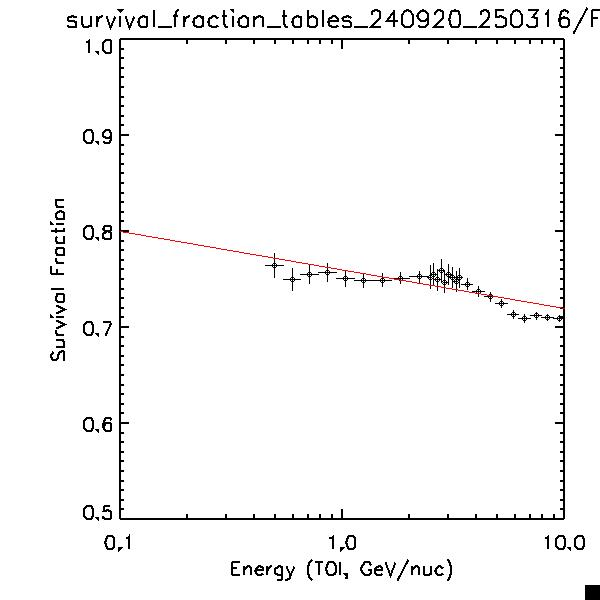 survival_fraction_tables_240920_250316/F
1.0
0.9
0.8
0.7
0.6
0.5
Survival Fraction
0.1 1.0 10.0
Energy (TOI, GeV/nuc)